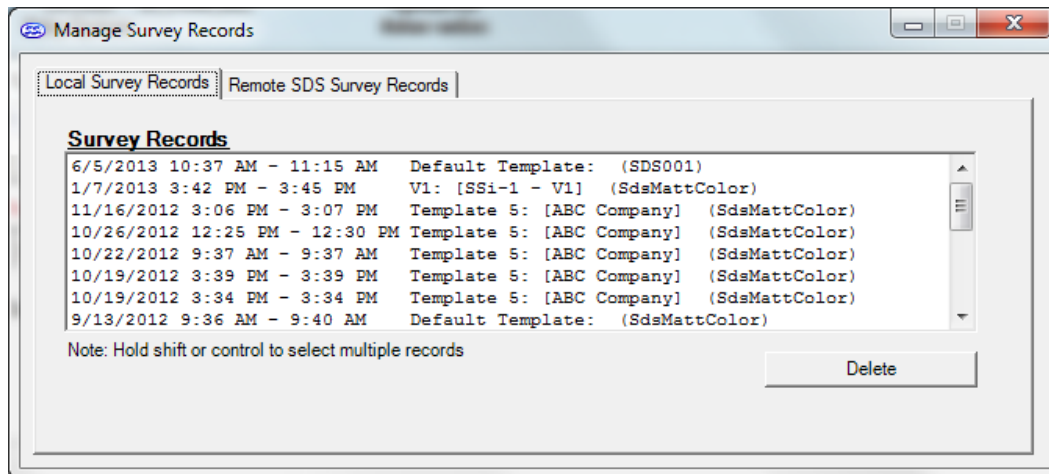 Manage Survey Records
Local Survey Records
Remote SDS Survey Records
Survey Records
6/5/2013 10:37 AM - 11:15 AM Default Template: (SDS001)
1/7/2013 3:42 PM - 3:45 PM V1: [SSi-1 - V1] (SdsMattColor)
11/16/2012 3:06 PM - 3:07 PM Template 5: [ABC Company] (SdsMattColor)
10/26/2012 12:25 PM - 12:30 PM Template 5: [ABC Company] (SdsMattColor)
10/22/2012 9:37 AM - 9:37 AM Template 5: [ABC Company] (SdsMattColor)
10/19/2012 3:39 PM - 3:39 PM Template 5: [ABC Company] (SdsMattColor)
10/19/2012 3:34 PM - 3:34 PM Template 5: [ABC Company] (SdsMattColor)
9/13/2012 9:36 AM - 9:40 AM Default Template: (SdsMattColor)
Note: Hold shift or control to select multiple records
Delete